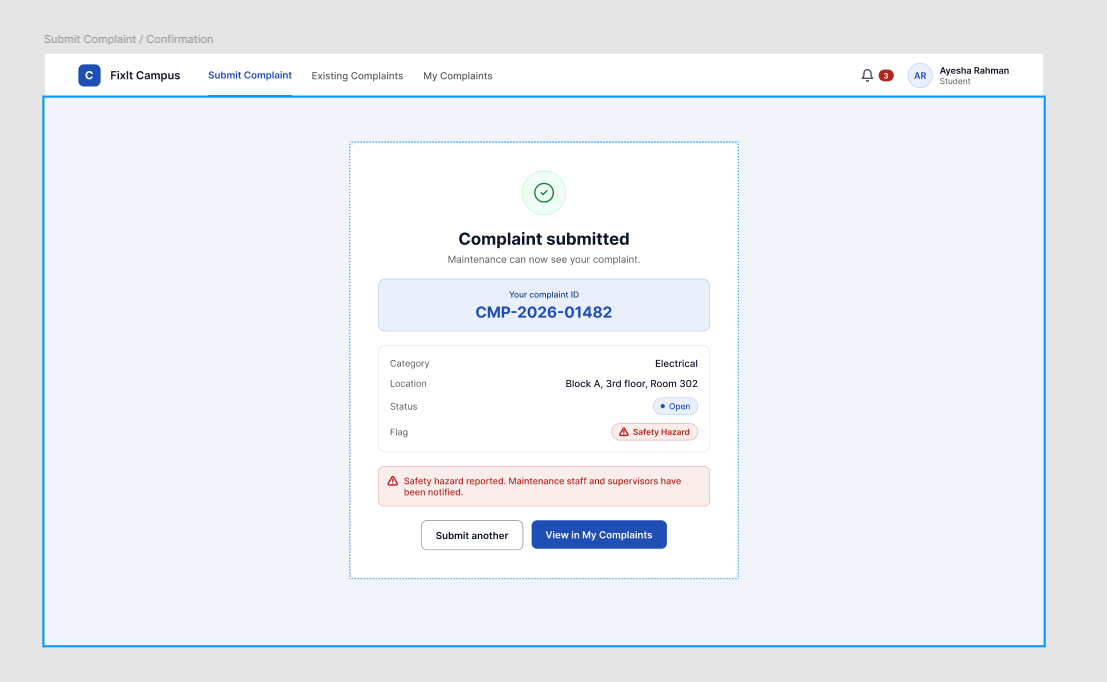 Submit Complaint / Confirmation
C FixIt Campus Submit Complaint Existing Complaints My Complaints 3 AR Ayesha Rahman
Student
Complaint submitted
Maintenance can now see your complaint.
Your complaint ID
CMP-2026-01482
Category Electrical
Location Block A, 3rd floor, Room 302
Status Open
Flag Safety Hazard
Safety hazard reported. Maintenance staff and supervisors have
been notified.
Submit another View in My Complaints